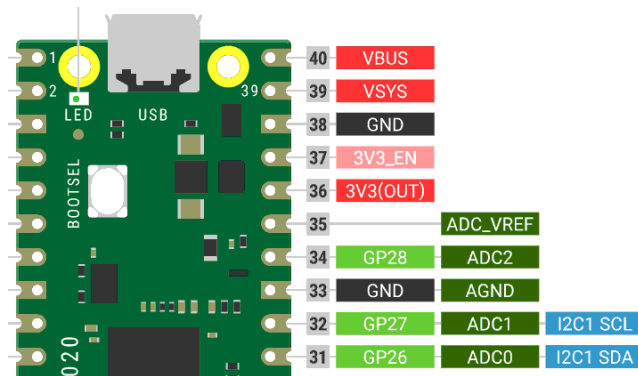 1 40 VBUS
2 39 39 VSYS
LED USB 38 GND
37 3V3_EN
BOOTSEL 36 3V3(OUT)
35 ADC_VREF
34 GP28 ADC2
33 GND AGND
32 GP27 ADC1 I2C1 SCL
020 31 GP26 ADC0 I2C1 SDA